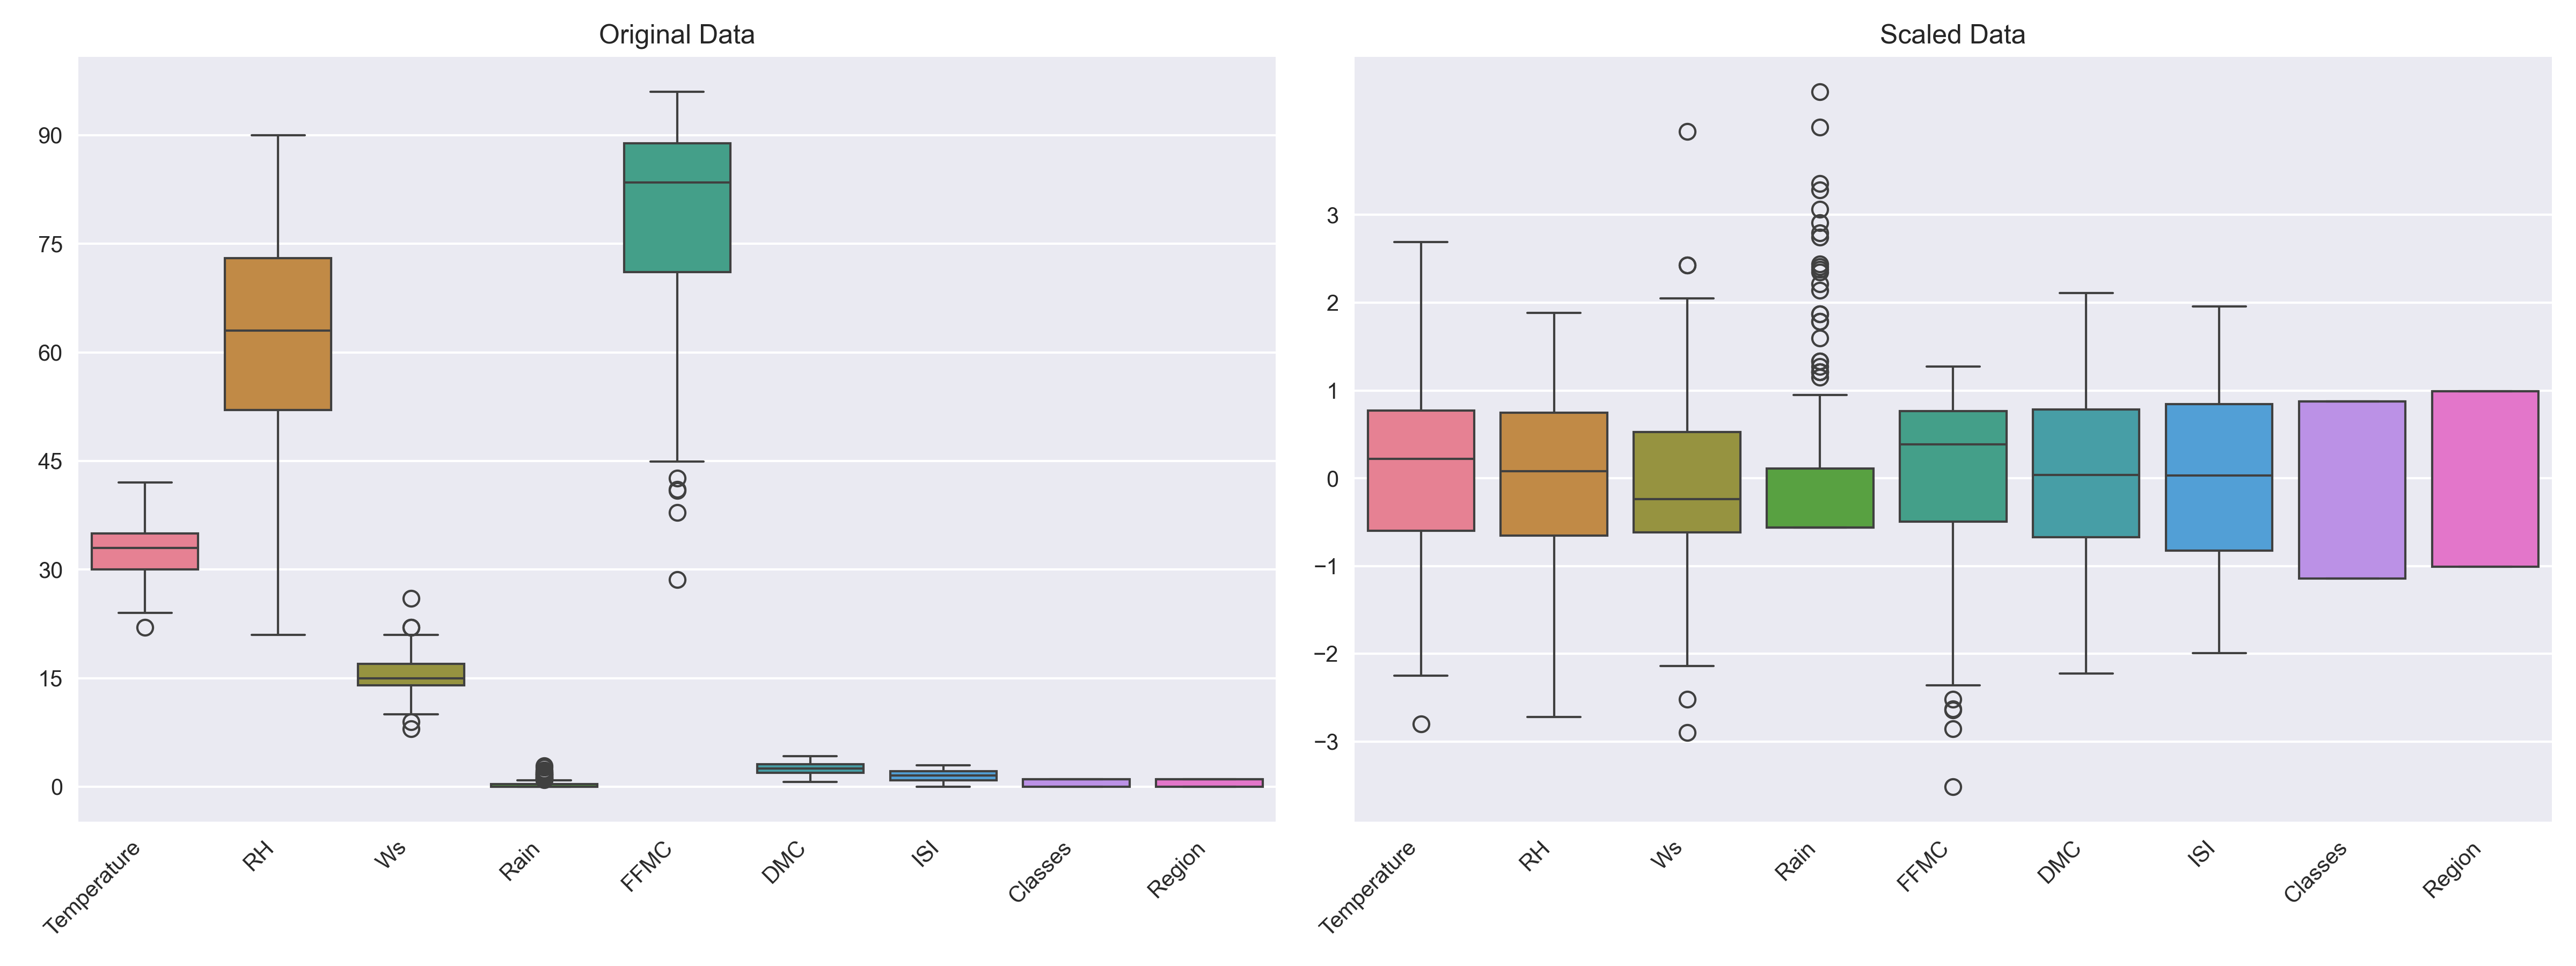 Original Data
90
75
60
45
30
15
0
Temperature
RH
Ws
Rain
FFMC
DMC
ISI
Classes
Region
Scaled Data
3
2
1
0
−1
−2
−3
Temperature
RH
Ws
Rain
FFMC
DMC
ISI
Classes
Region